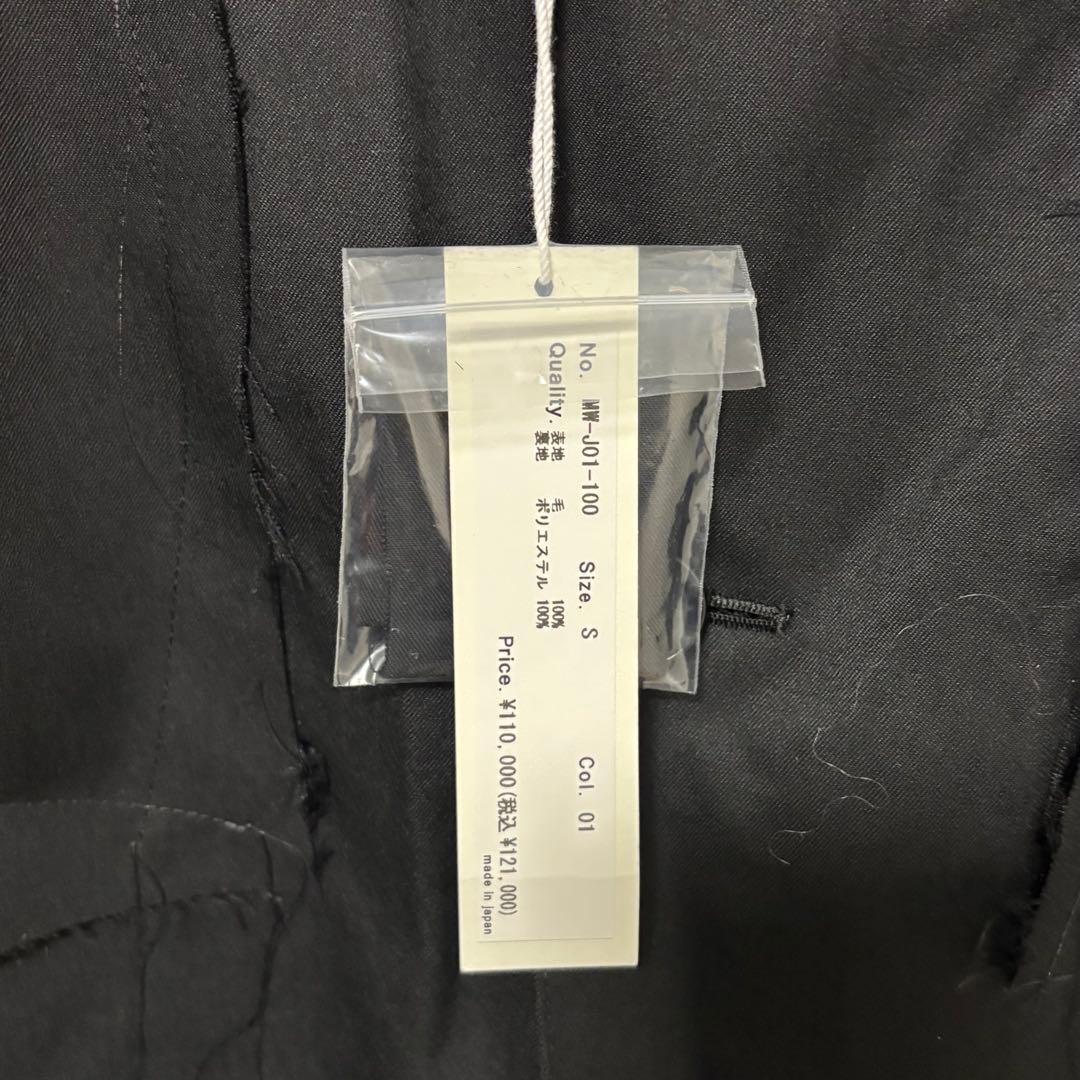 No. MW-J01-100 Size. S Col. 01
Quality. 表地 毛 100%
裏地 ポリエステル 100%
Price. ¥110,000(税込 ¥121,000)
made in japan